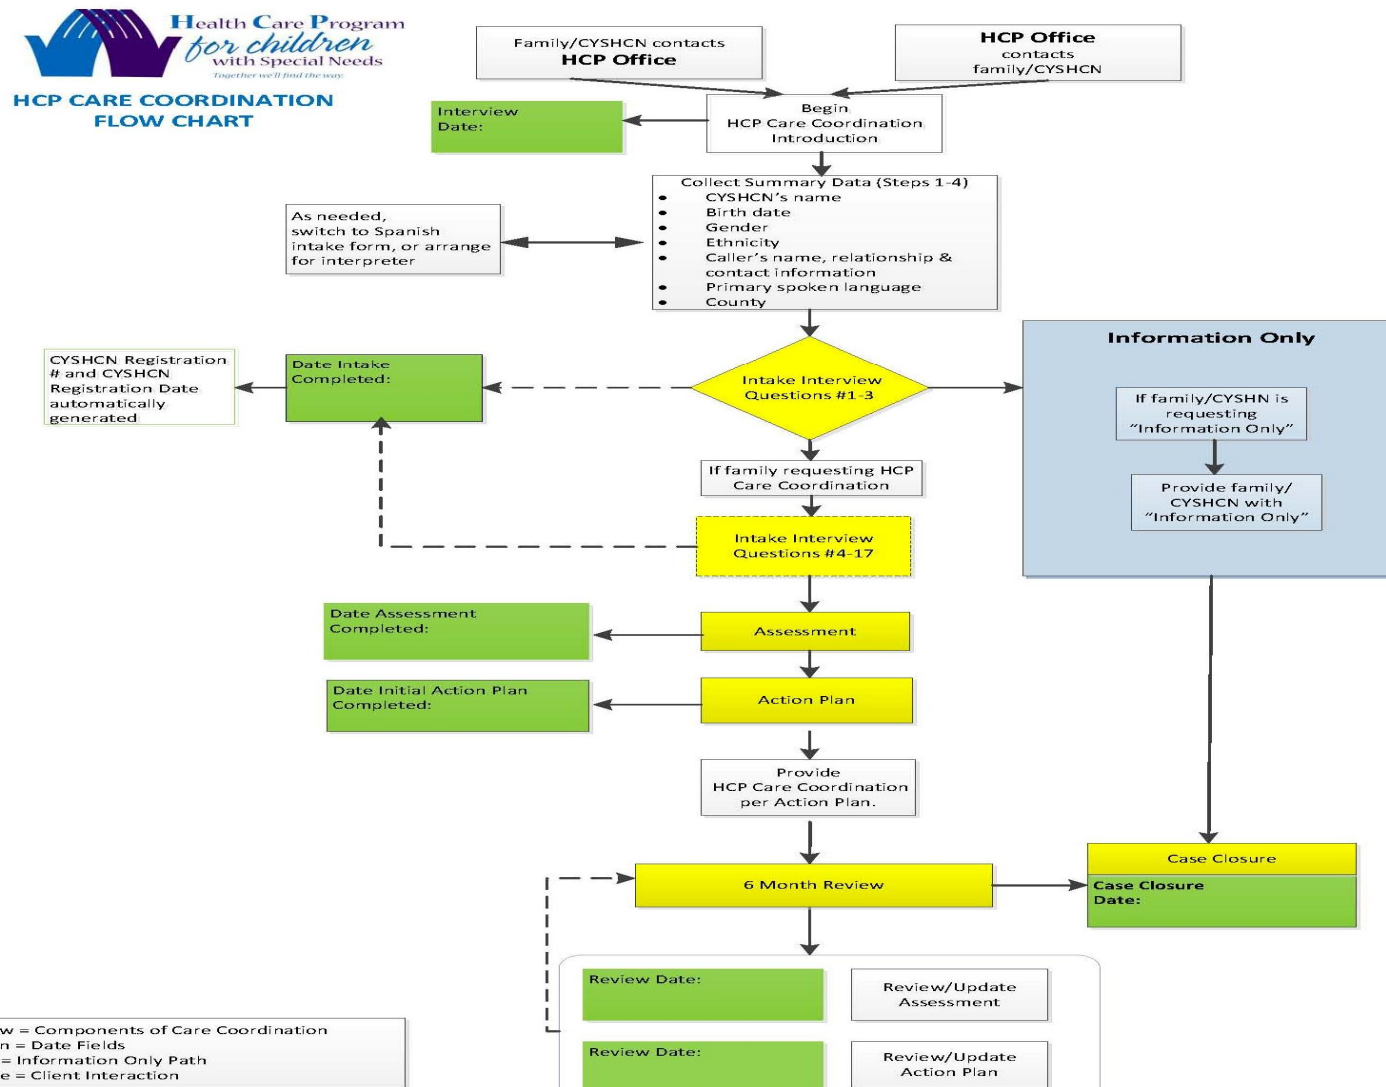 Health Care Program
for children
with Special Needs
Together we'll find the way.
HCP CARE COORDINATION
FLOW CHART
Family/CYSHCN contacts
HCP Office
HCP Office
contacts
family/CYSHCN
Interview
Date:
Begin
HCP Care Coordination
Introduction
Collect Summary Data (Steps 1-4)
• CYSHCN's name
• Birth date
• Gender
• Ethnicity
• Caller's name, relationship &
contact information
• Primary spoken language
• County
As needed,
switch to Spanish
intake form, or arrange
for interpreter
CYSHCN Registration
# and CYSHCN
Registration Date
automatically
generated
Date Intake
Completed:
Intake Interview
Questions #1-3
Information Only
If family/CYSHN is
requesting
"Information Only"
Provide family/
CYSHCN with
"Information Only"
If family requesting HCP
Care Coordination
Intake Interview
Questions #4-17
Date Assessment
Completed:
Assessment
Date Initial Action Plan
Completed:
Action Plan
Provide
HCP Care Coordination
per Action Plan.
6 Month Review
Case Closure
Case Closure
Date:
Review Date:
Review/Update
Assessment
Review Date:
Review/Update
Action Plan
w = Components of Care Coordination
n = Date Fields
= Information Only Path
e = Client Interaction